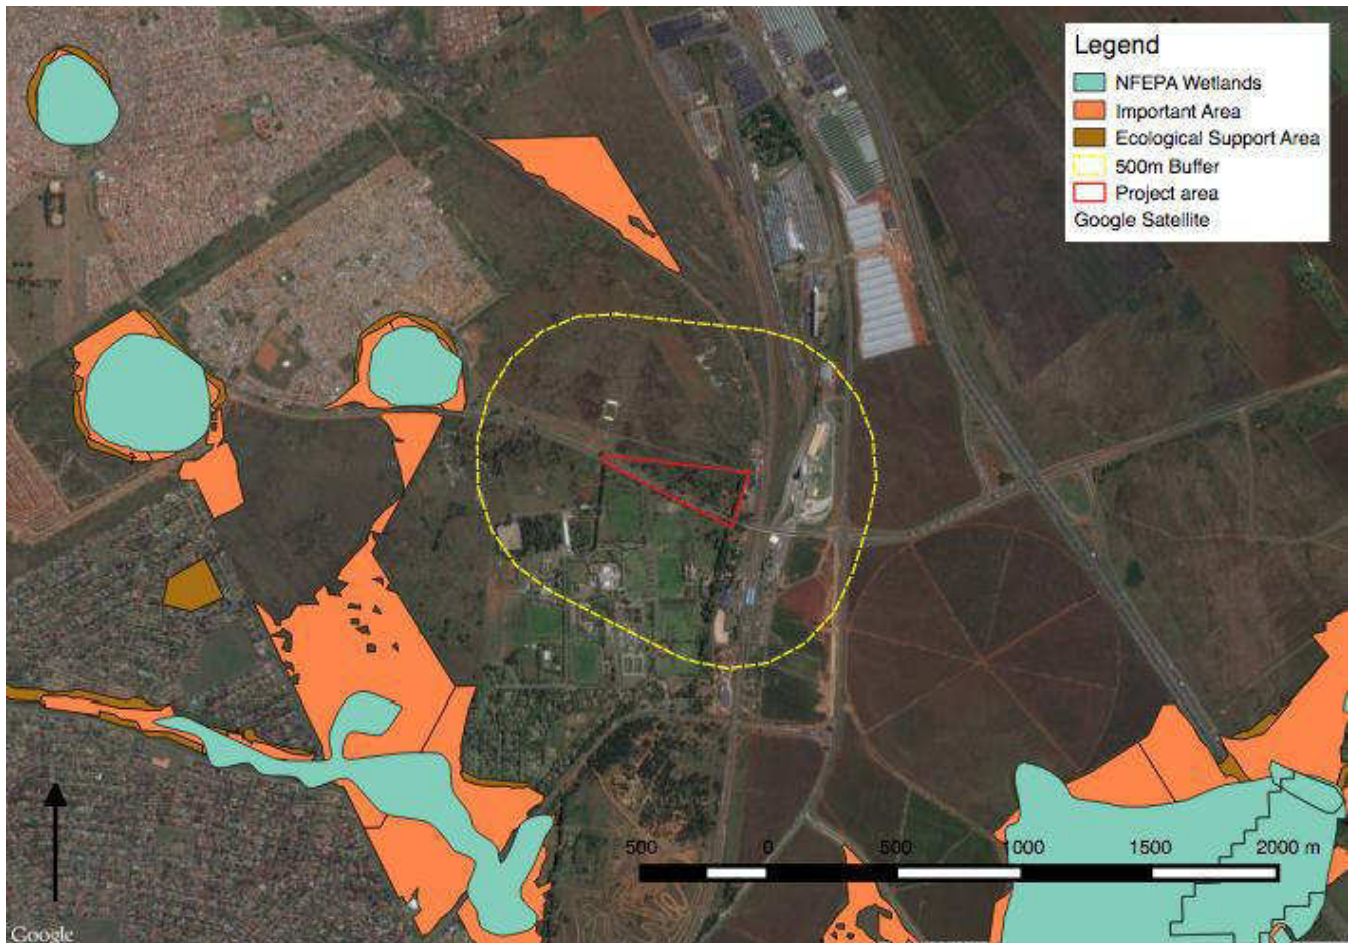 Legend
NFEPA Wetlands
Important Area
Ecological Support Area
500m Buffer
Project area
Google Satellite
500 0 500 1000 1500 2000 m
Google